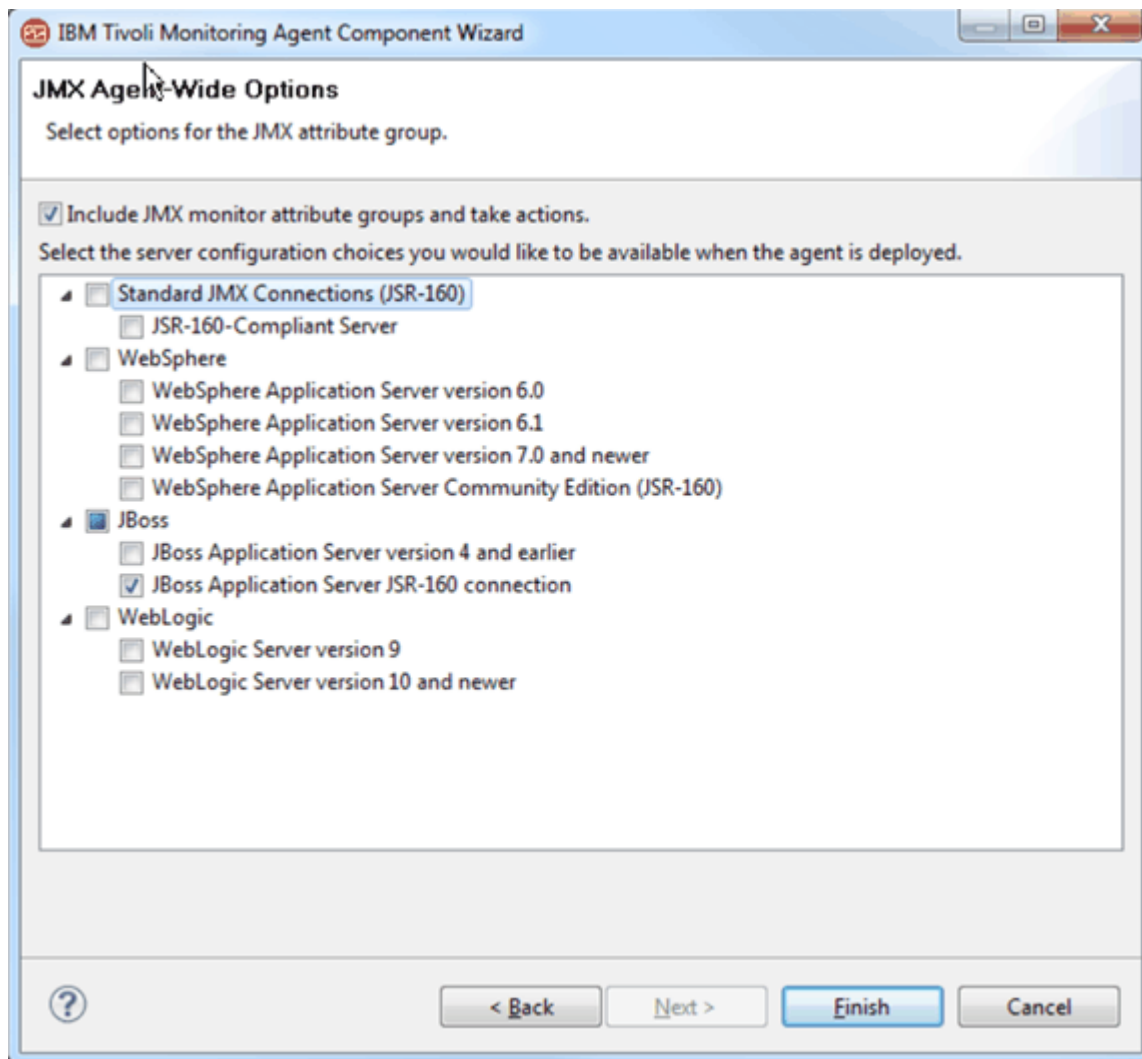 IBM Tivoli Monitoring Agent Component Wizard
JMX Agent-Wide Options
Select options for the JMX attribute group.
Include JMX monitor attribute groups and take actions.
Select the server configuration choices you would like to be available when the agent is deployed.
Standard JMX Connections (JSR-160)
JSR-160-Compliant Server
WebSphere
WebSphere Application Server version 6.0
WebSphere Application Server version 6.1
WebSphere Application Server version 7.0 and newer
WebSphere Application Server Community Edition (JSR-160)
JBoss
JBoss Application Server version 4 and earlier
JBoss Application Server JSR-160 connection
WebLogic
WebLogic Server version 9
WebLogic Server version 10 and newer
? < Back Next > Finish Cancel